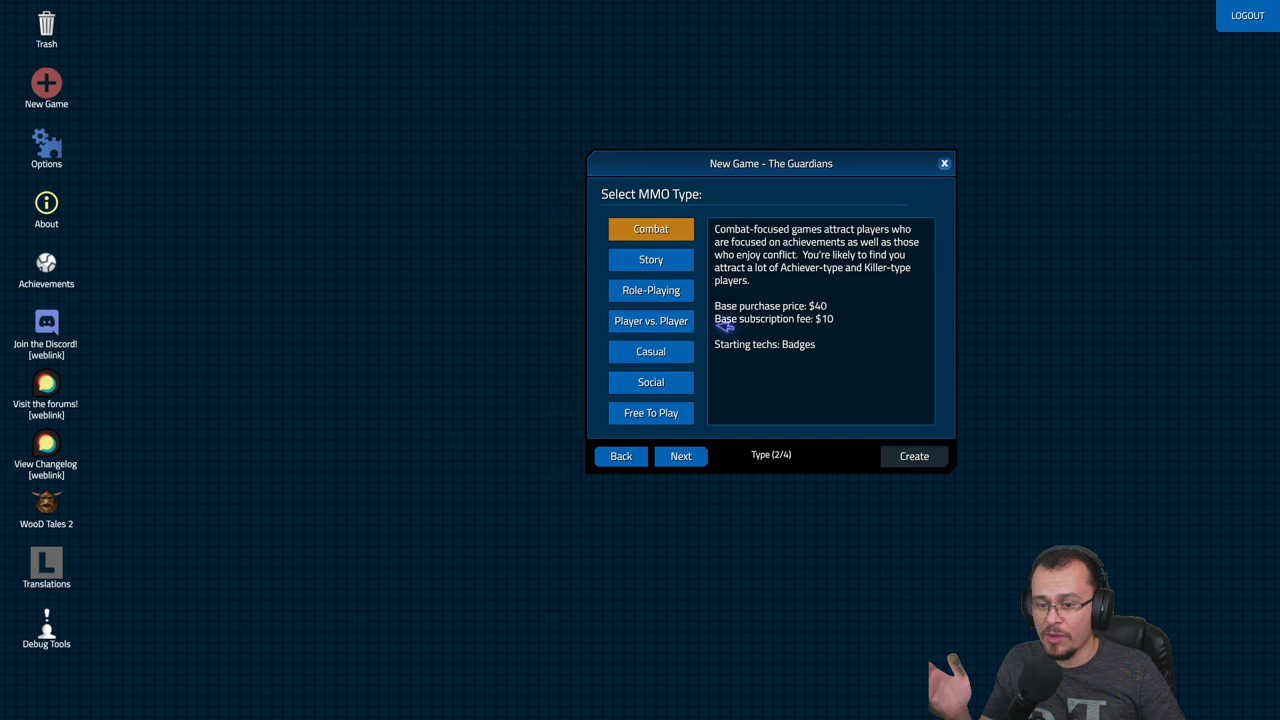 LOGOUT
Trash
New Game
Options
About
Achievements
Join the Discord!
[weblink]
Visit the forums!
[weblink]
View Changelog
[weblink]
WooD Tales 2
L
Translations
Debug Tools
New Game - The Guardians
X
Select MMO Type:
Combat
Story
Role-Playing
Player vs. Player
Casual
Social
Free To Play
Combat-focused games attract players who
are focused on achievements as well as those
who enjoy conflict. You're likely to find you
attract a lot of Achiever-type and Killer-type
players.
Base purchase price: $40
Base subscription fee: $10
Starting techs: Badges
Back
Next
Type (2/4)
Create